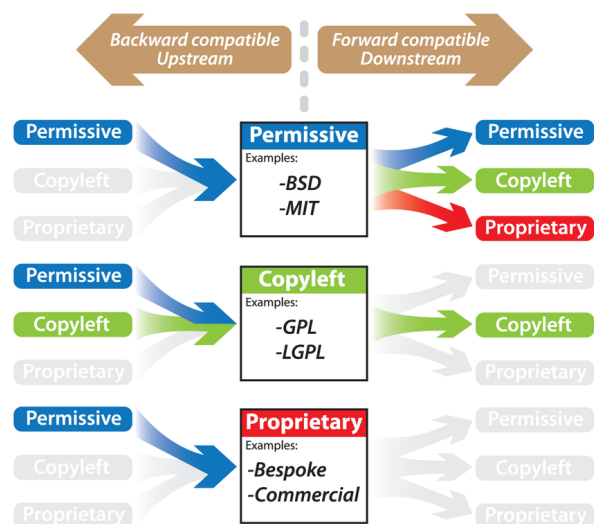 Backward compatible
Upstream
Forward compatible
Downstream
Permissive
Copyleft
Proprietary
Permissive
Examples:
-BSD
-MIT
Permissive
Copyleft
Proprietary
Permissive
Copyleft
Proprietary
Copyleft
Examples:
-GPL
-LGPL
Permissive
Copyleft
Proprietary
Permissive
Copyleft
Proprietary
Proprietary
Examples:
-Bespoke
-Commercial
Permissive
Copyleft
Proprietary